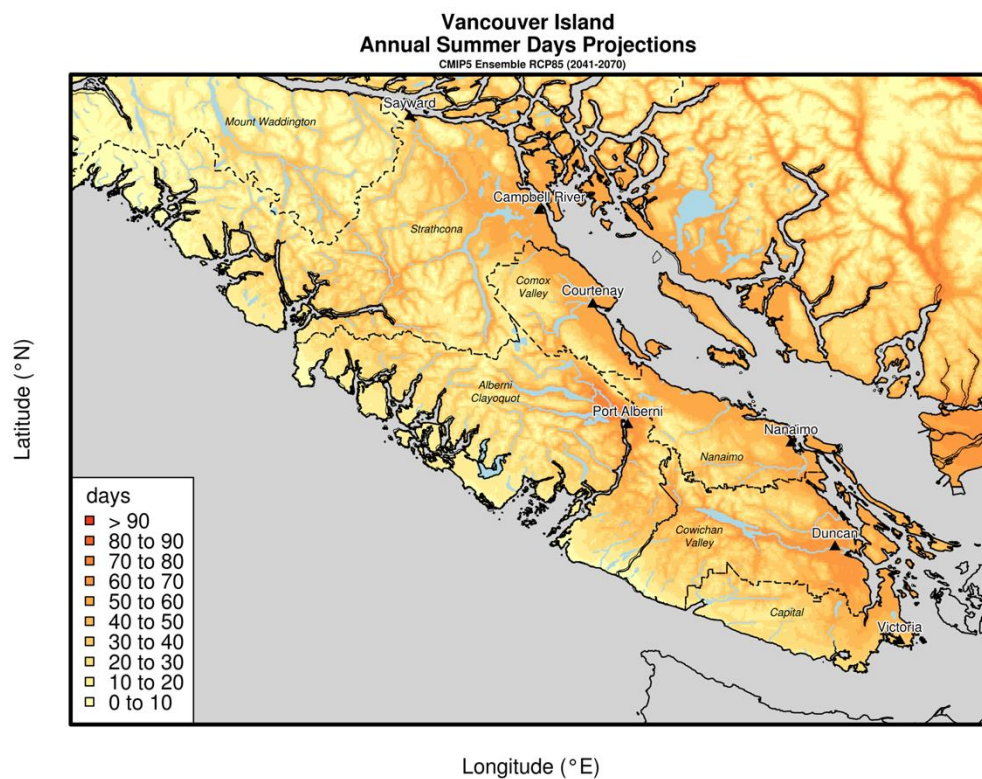 Vancouver Island
Annual Summer Days Projections
CMIP5 Ensemble RCP85 (2041-2070)
Sayward
Mount Waddington
Campbell River
Strathcona
Comox
Valley
Courtenay
Alberni
Clayoquot
Port Alberni
Nanaimo
Nanaimo
Cowichan
Valley
Duncan
Capital
Victoria
days
> 90
80 to 90
70 to 80
60 to 70
50 to 60
40 to 50
30 to 40
20 to 30
10 to 20
0 to 10
Latitude (°N)
Longitude (°E)